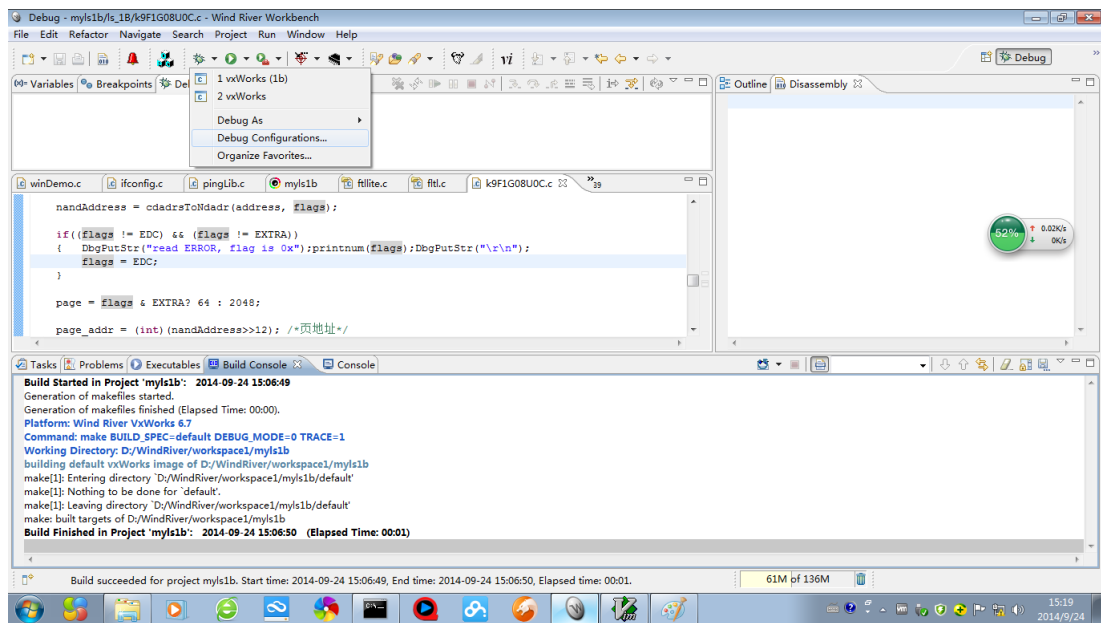 Debug - myls1b/ls_1B/k9F1G08U0C.c - Wind River Workbench
File Edit Refactor Navigate Search Project Run Window Help
Debug
Variables Breakpoints De
1 vxWorks (1b)
2 vxWorks
Debug As
Debug Configurations...
Organize Favorites...
Outline Disassembly
winDemo.c ifconfig.c pingLib.c myls1b ftllite.c fltl.c k9F1G08U0C.c 39
nandAddress = cdadrsToNdadr(address, flags);
if((flags != EDC) && (flags != EXTRA))
{ DbgPutStr("read ERROR, flag is 0x");printnum(flags);DbgPutStr("\r\n");
flags = EDC;
}
page = flags & EXTRA? 64 : 2048;
page_addr = (int)(nandAddress>>12); /*页地址*/
52% 0.02K/s
0K/s
Tasks Problems Executables Build Console Console
Build Started in Project 'myls1b': 2014-09-24 15:06:49
Generation of makefiles started.
Generation of makefiles finished (Elapsed Time: 00:00).
Platform: Wind River VxWorks 6.7
Command: make BUILD_SPEC=default DEBUG_MODE=0 TRACE=1
Working Directory: D:/WindRiver/workspace1/myls1b
building default vxWorks image of D:/WindRiver/workspace1/myls1b
make[1]: Entering directory `D:/WindRiver/workspace1/myls1b/default'
make[1]: Nothing to be done for `default'.
make[1]: Leaving directory `D:/WindRiver/workspace1/myls1b/default'
make: built targets of D:/WindRiver/workspace1/myls1b
Build Finished in Project 'myls1b': 2014-09-24 15:06:50 (Elapsed Time: 00:01)
Build succeeded for project myls1b. Start time: 2014-09-24 15:06:49, End time: 2014-09-24 15:06:50, Elapsed time: 00:01.
61M of 136M
15:19
2014/9/24